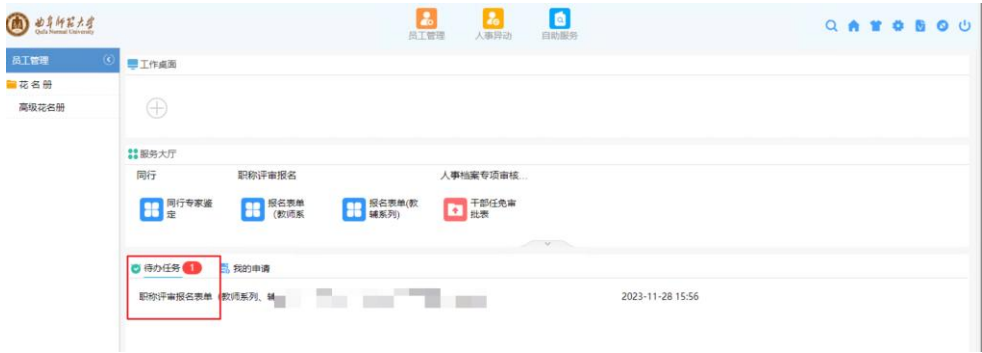 曲阜师范大学
Qufu Normal University
员工管理 人事异动 自助服务
员工管理
花名册
高级花名册
工作桌面
服务大厅
同行 职称评审报名 人事档案专项审核...
同行专家鉴定
报名表单(教师系
报名表单(教辅系列)
干部任免审批表
待办任务 1 我的申请
职称评审报名表单(教师系列、辅 2023-11-28 15:56